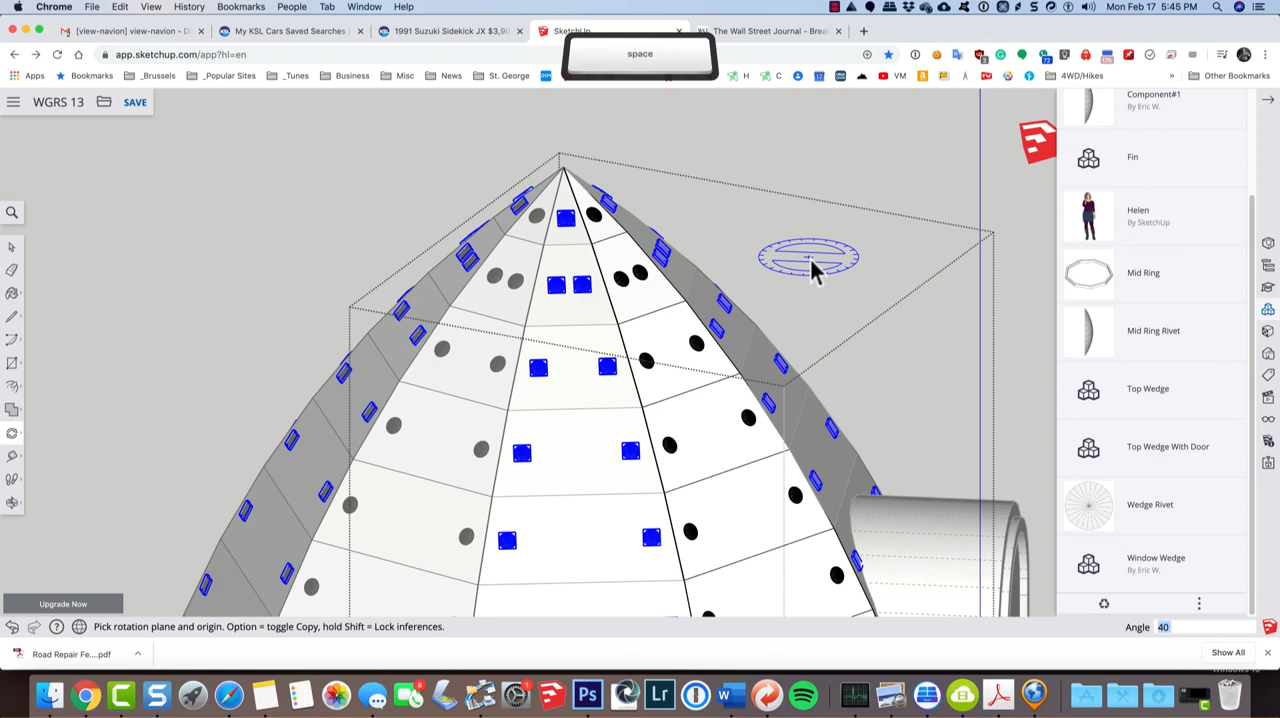 Chrome File Edit View History Bookmarks People Tab Window Help
Mon Feb 17 5:45 PM
[view-navion] view-navion - D
My KSL Cars Saved Searches
1991 Suzuki Sidekick JX $3,90
SketchUp
The Wall Street Journal - Brea
space
app.sketchup.com/app?hl=en
Apps Bookmarks _Brussels _Popular Sites _Tunes Business Misc News St. George H C VM 4WD/Hikes » Other Bookmarks
WGRS 13 SAVE
Component#1
By Eric W.
Fin
Helen
By SketchUp
Mid Ring
Mid Ring Rivet
Top Wedge
Top Wedge With Door
Wedge Rivet
Window Wedge
By Eric W.
Upgrade Now
Pick rotation plane and origin. Option = toggle Copy, hold Shift = Lock inferences.
Angle 40
Road Repair Fe....pdf
Show All